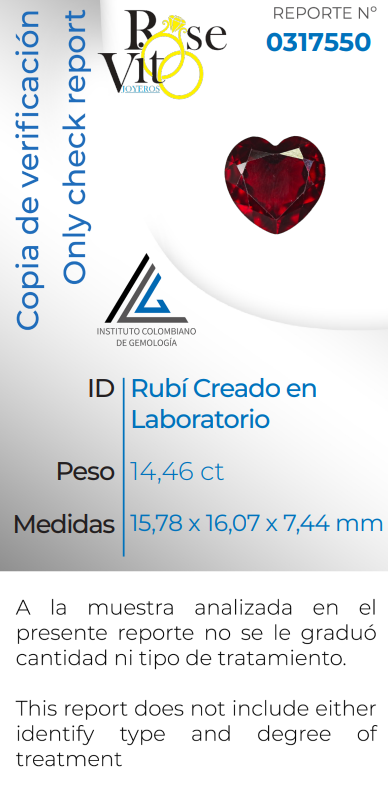 Copia de verificación
Only check report
Rose
Vito
JOYEROS
REPORTE Nº
0317550
INSTITUTO COLOMBIANO
DE GEMOLOGÍA
ID Rubí Creado en
Laboratorio
Peso 14,46 ct
Medidas 15,78 x 16,07 x 7,44 mm
A la muestra analizada en el
presente reporte no se le graduó
cantidad ni tipo de tratamiento.
This report does not include either
identify type and degree of
treatment